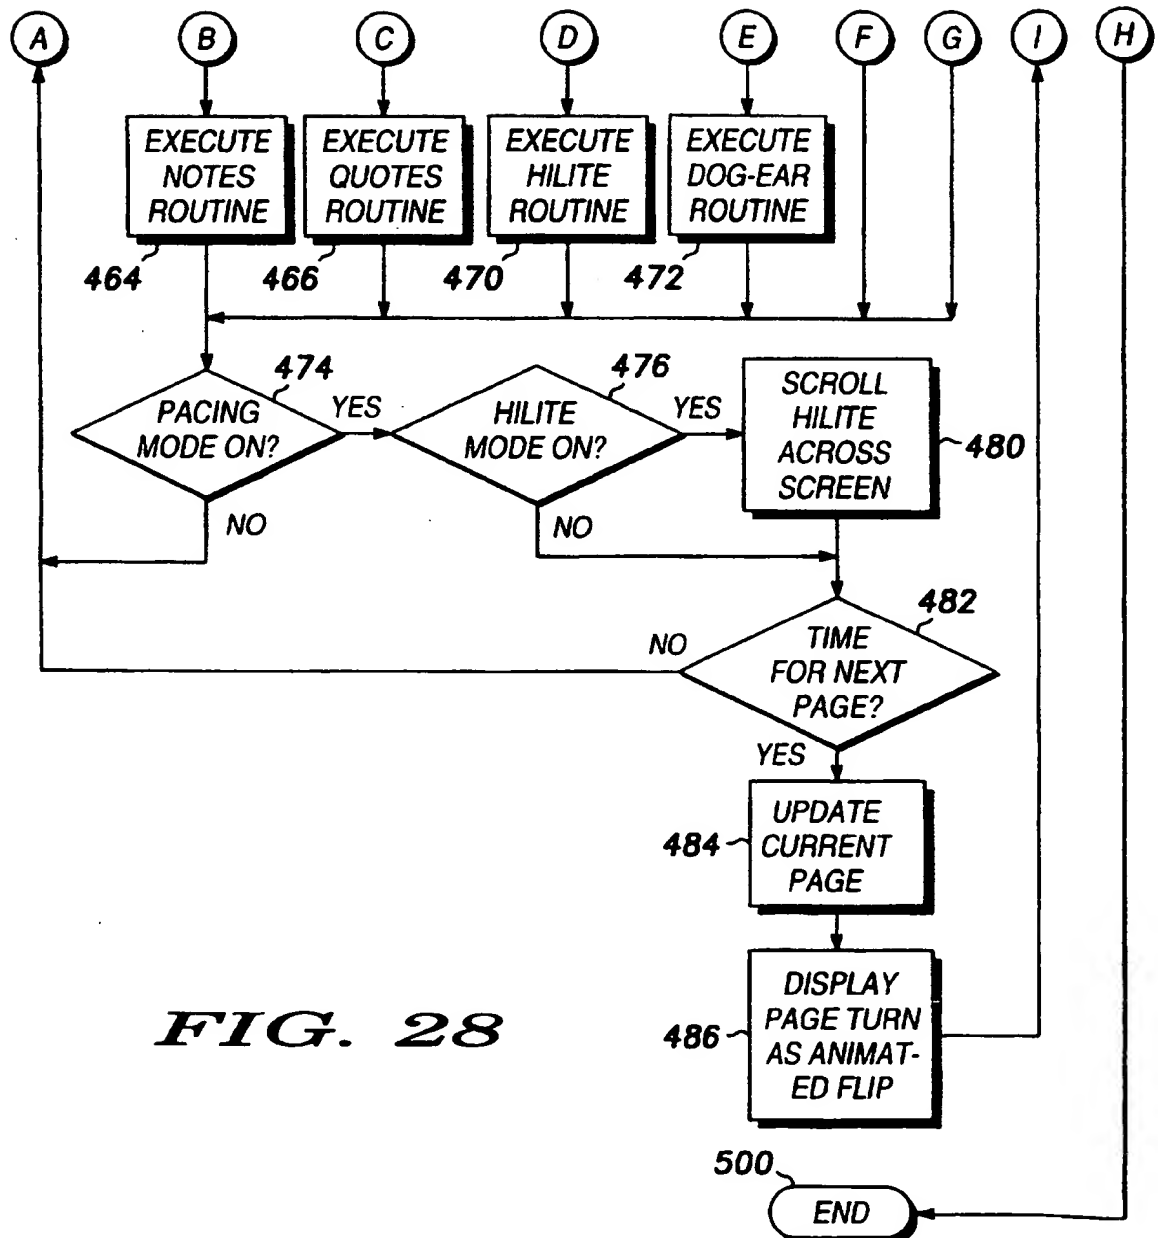 A B C D E F G I H
EXECUTE
NOTES
ROUTINE
464
EXECUTE
QUOTES
ROUTINE
466
EXECUTE
HILITE
ROUTINE
470
EXECUTE
DOG-EAR
ROUTINE
472
PACING
MODE ON?
474
YES
NO
HILITE
MODE ON?
476
YES
NO
SCROLL
HILITE
ACROSS
SCREEN
480
TIME
FOR NEXT
PAGE?
482
NO
YES
UPDATE
CURRENT
PAGE
484
DISPLAY
PAGE TURN
AS ANIMAT-
ED FLIP
486
FIG. 28
500
END